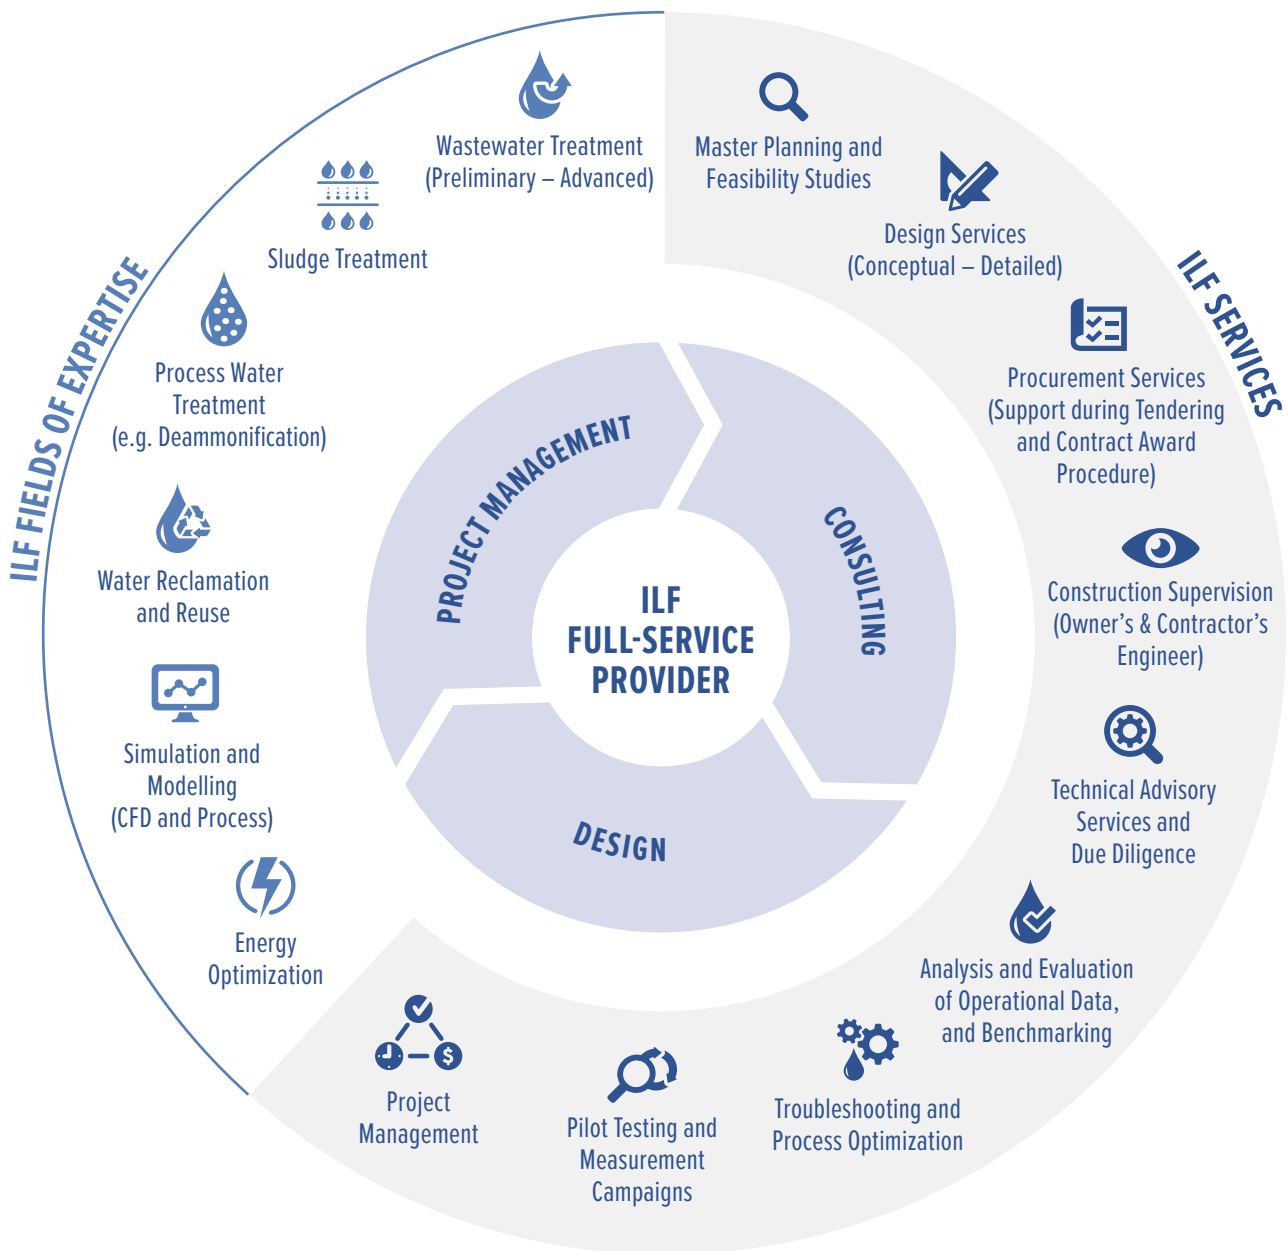 ILF FIELDS OF EXPERTISE
Wastewater Treatment
(Preliminary – Advanced)
Sludge Treatment
Process Water
Treatment
(e.g. Deammonification)
Water Reclamation
and Reuse
Simulation and
Modelling
(CFD and Process)
Energy
Optimization
ILF SERVICES
Master Planning and
Feasibility Studies
Design Services
(Conceptual – Detailed)
Procurement Services
(Support during Tendering
and Contract Award
Procedure)
Construction Supervision
(Owner’s & Contractor’s
Engineer)
Technical Advisory
Services and
Due Diligence
Analysis and Evaluation
of Operational Data,
and Benchmarking
Troubleshooting and
Process Optimization
Pilot Testing and
Measurement
Campaigns
$
Project
Management
PROJECT MANAGEMENT
CONSULTING
DESIGN
ILF
FULL-SERVICE
PROVIDER